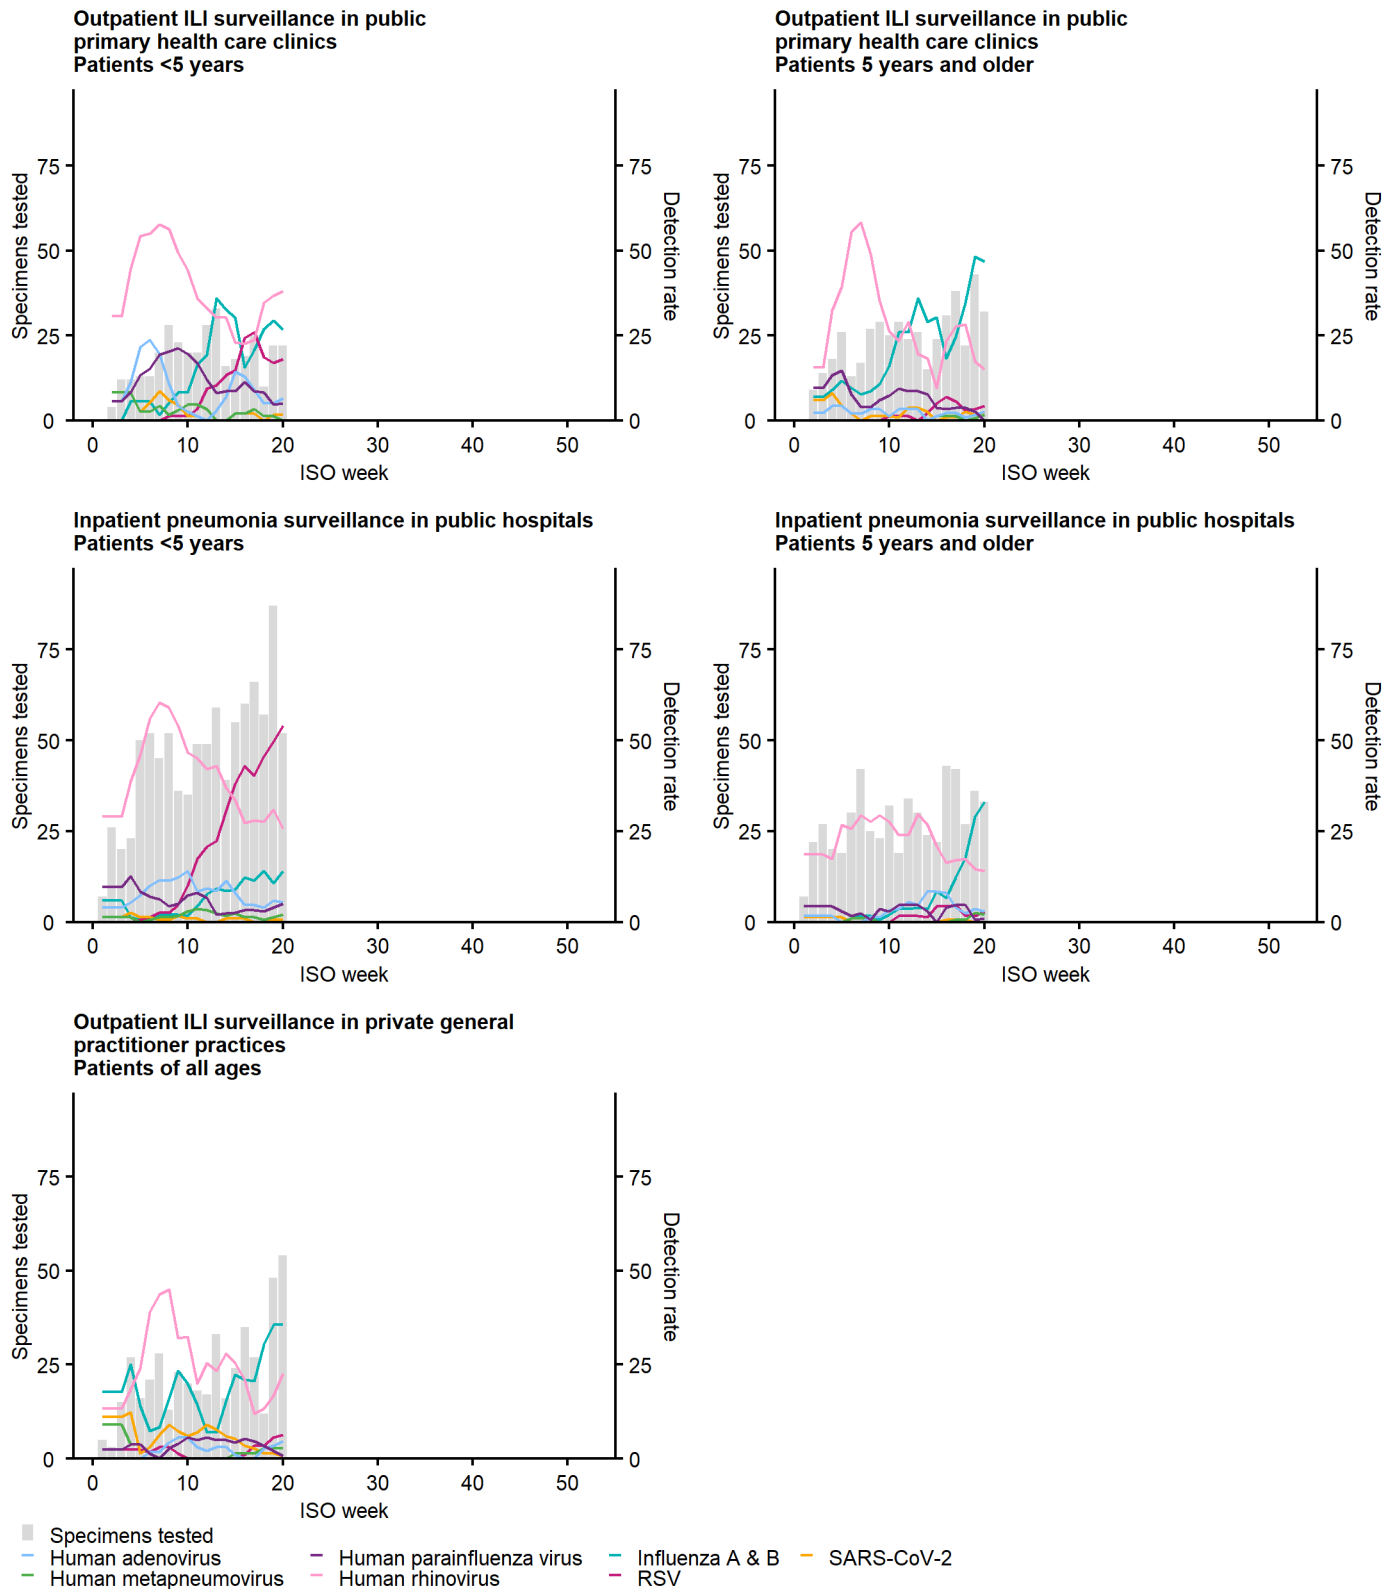 Outpatient ILI surveillance in public
primary health care clinics
Patients <5 years
Specimens tested
75
50
25
0
75
50
25
0
Detection rate
0 10 20 30 40 50
ISO week
Outpatient ILI surveillance in public
primary health care clinics
Patients 5 years and older
Specimens tested
75
50
25
0
75
50
25
0
Detection rate
0 10 20 30 40 50
ISO week
Inpatient pneumonia surveillance in public hospitals
Patients <5 years
Specimens tested
75
50
25
0
75
50
25
0
Detection rate
0 10 20 30 40 50
ISO week
Inpatient pneumonia surveillance in public hospitals
Patients 5 years and older
Specimens tested
75
50
25
0
75
50
25
0
Detection rate
0 10 20 30 40 50
ISO week
Outpatient ILI surveillance in private general
practitioner practices
Patients of all ages
Specimens tested
75
50
25
0
75
50
25
0
Detection rate
0 10 20 30 40 50
ISO week
Specimens tested
Human adenovirus Human parainfluenza virus Influenza A & B SARS-CoV-2
Human metapneumovirus Human rhinovirus RSV